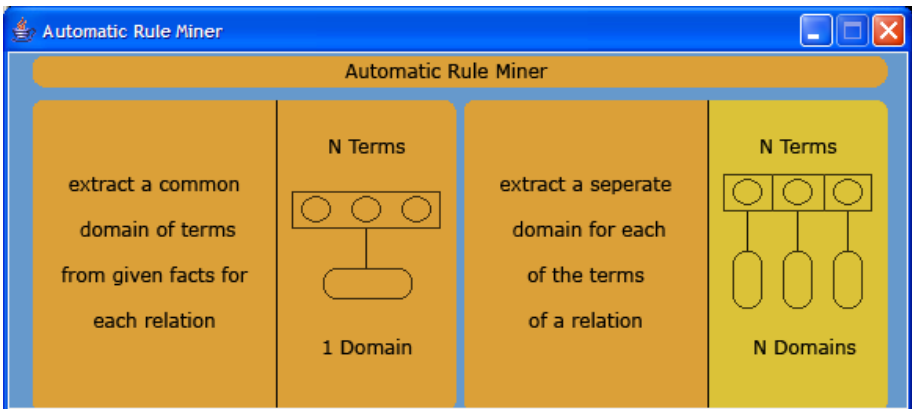 Automatic Rule Miner
Automatic Rule Miner
extract a common
domain of terms
from given facts for
each relation
N Terms
1 Domain
extract a seperate
domain for each
of the terms
of a relation
N Terms
N Domains